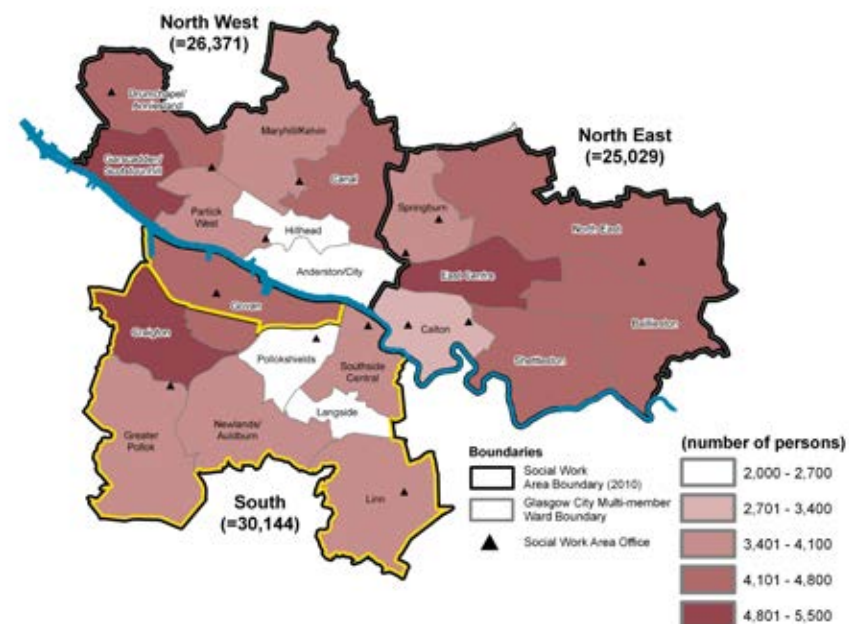 North West
(=26,371)
Drumchapel/
Anniesland
Maryhill/Kelvin
North East
(=25,029)
Garscadden/
Scotstounhill
Canal
Partick
West
Springburn
Hillhead
North East
Anderston/City
East Centre
Govan
Calton
Baillieston
Craigton
Pollokshields
Shettleston
Southside
Central
Langside
Greater
Pollok
Newlands/
Auldburn
Linn
South
(=30,144)
Boundaries
Social Work
Area Boundary (2010)
Glasgow City Multi-member
Ward Boundary
Social Work Area Office
(number of persons)
2,000 - 2,700
2,701 - 3,400
3,401 - 4,100
4,101 - 4,800
4,801 - 5,500